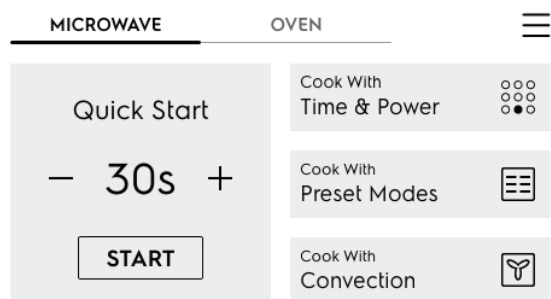 MICROWAVE
OVEN
Quick Start
− 30s +
START
Cook With
Time & Power
Cook With
Preset Modes
Cook With
Convection